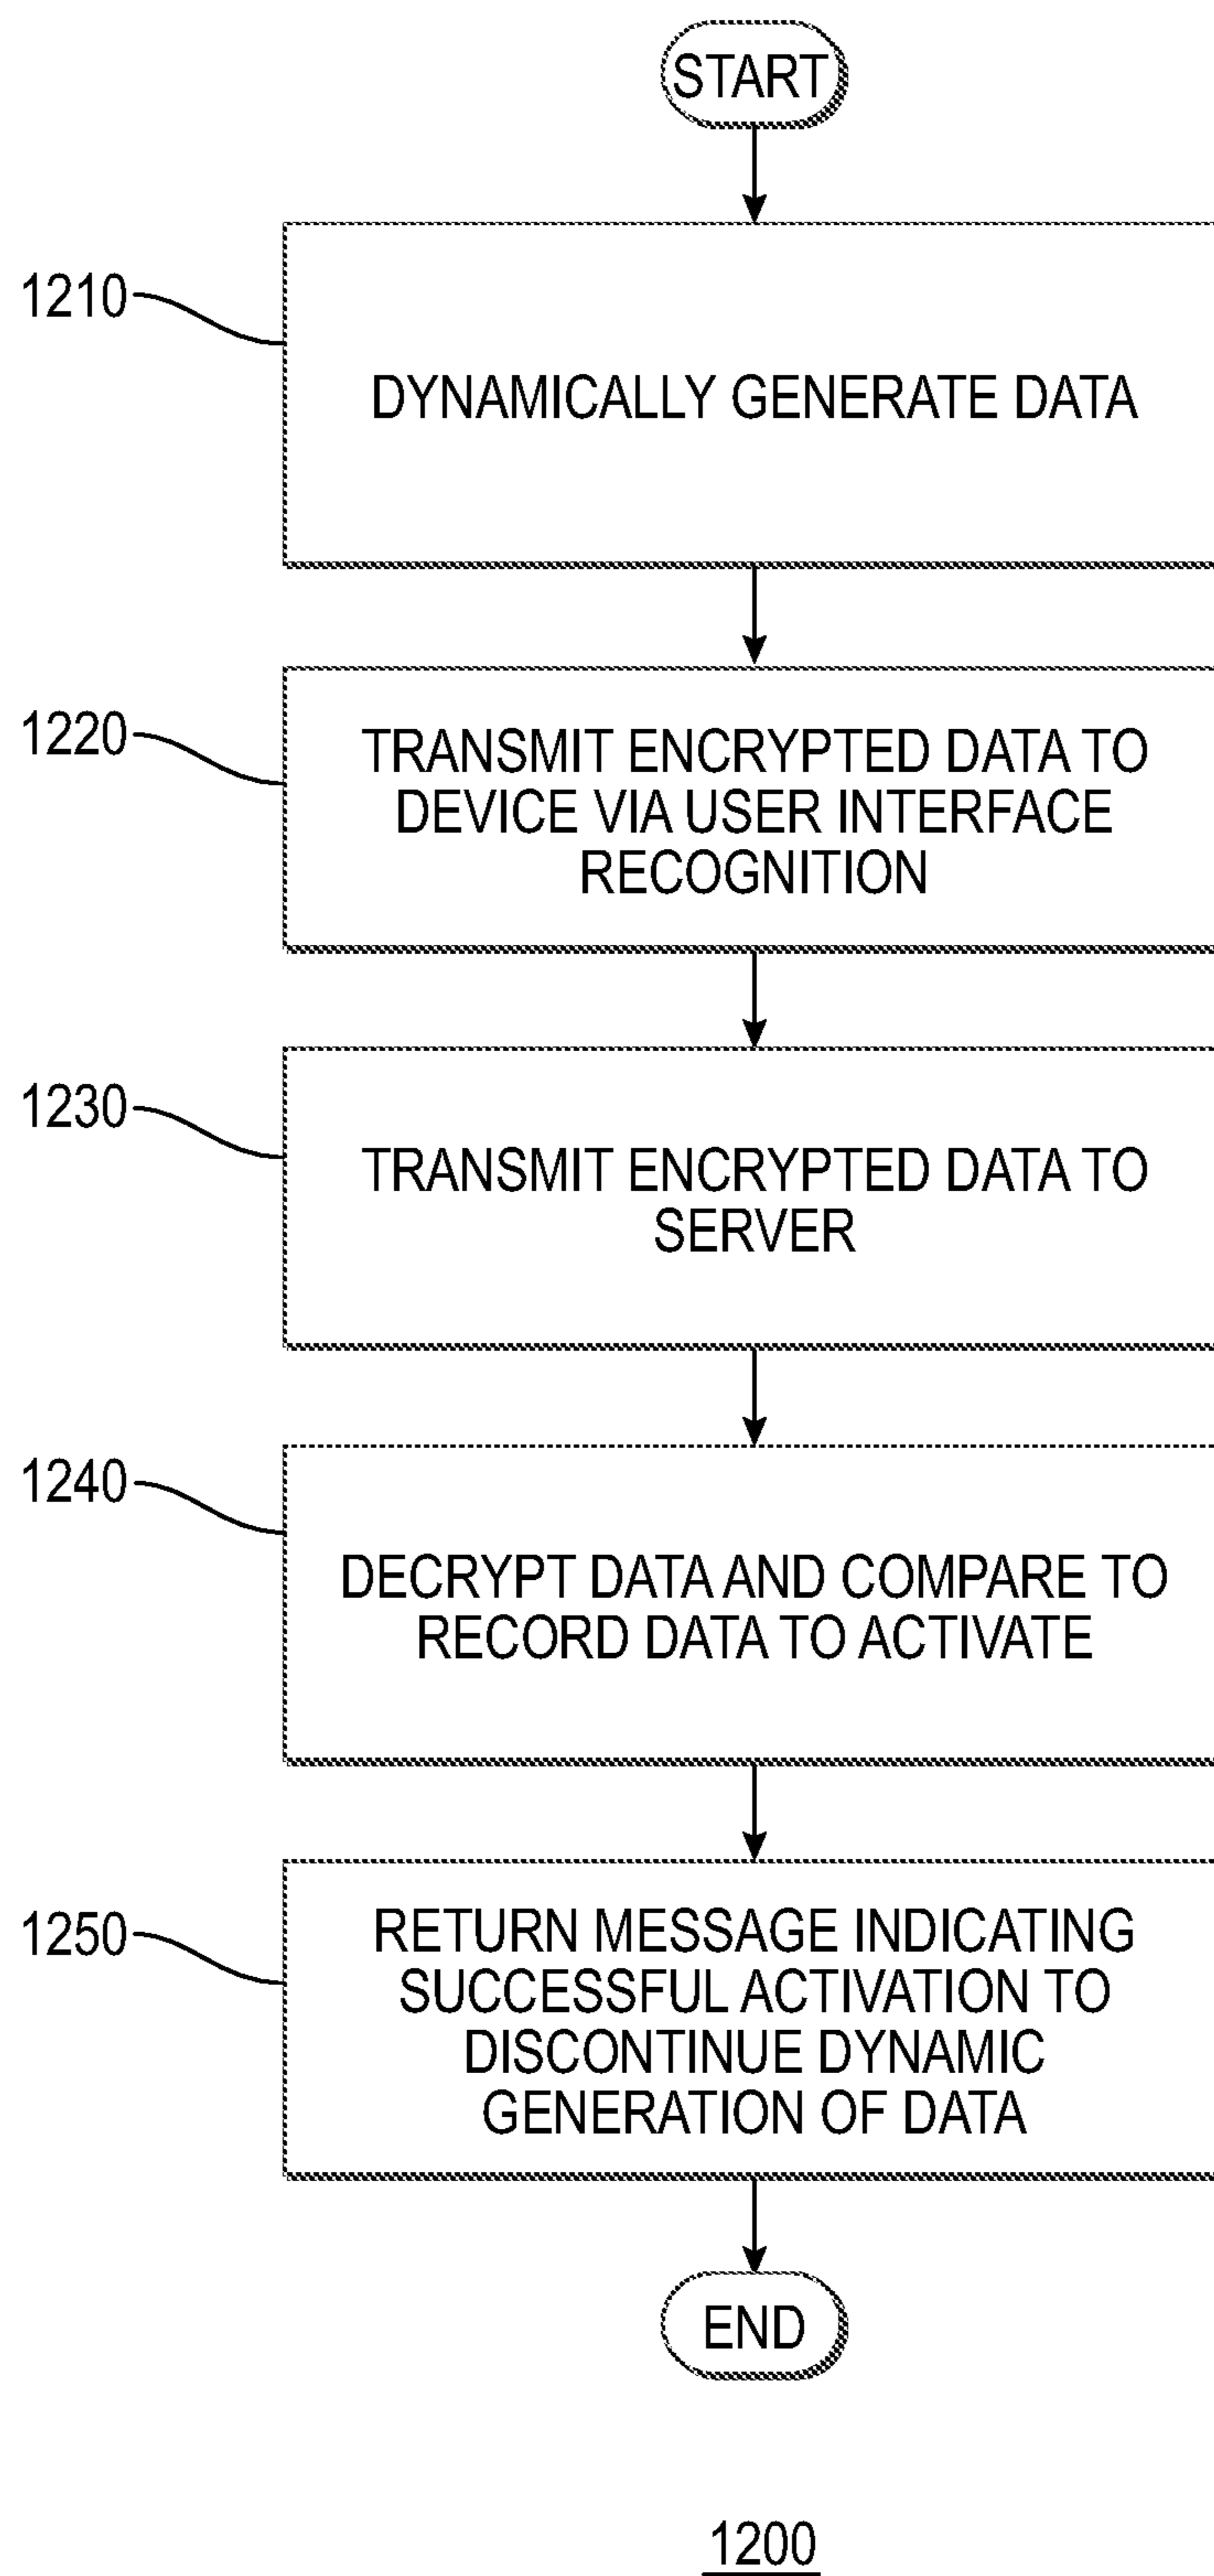 START
1210
DYNAMICALLY GENERATE DATA
1220
TRANSMIT ENCRYPTED DATA TO
DEVICE VIA USER INTERFACE
RECOGNITION
1230
TRANSMIT ENCRYPTED DATA TO
SERVER
1240
DECRYPT DATA AND COMPARE TO
RECORD DATA TO ACTIVATE
1250
RETURN MESSAGE INDICATING
SUCCESSFUL ACTIVATION TO
DISCONTINUE DYNAMIC
GENERATION OF DATA
END
1200